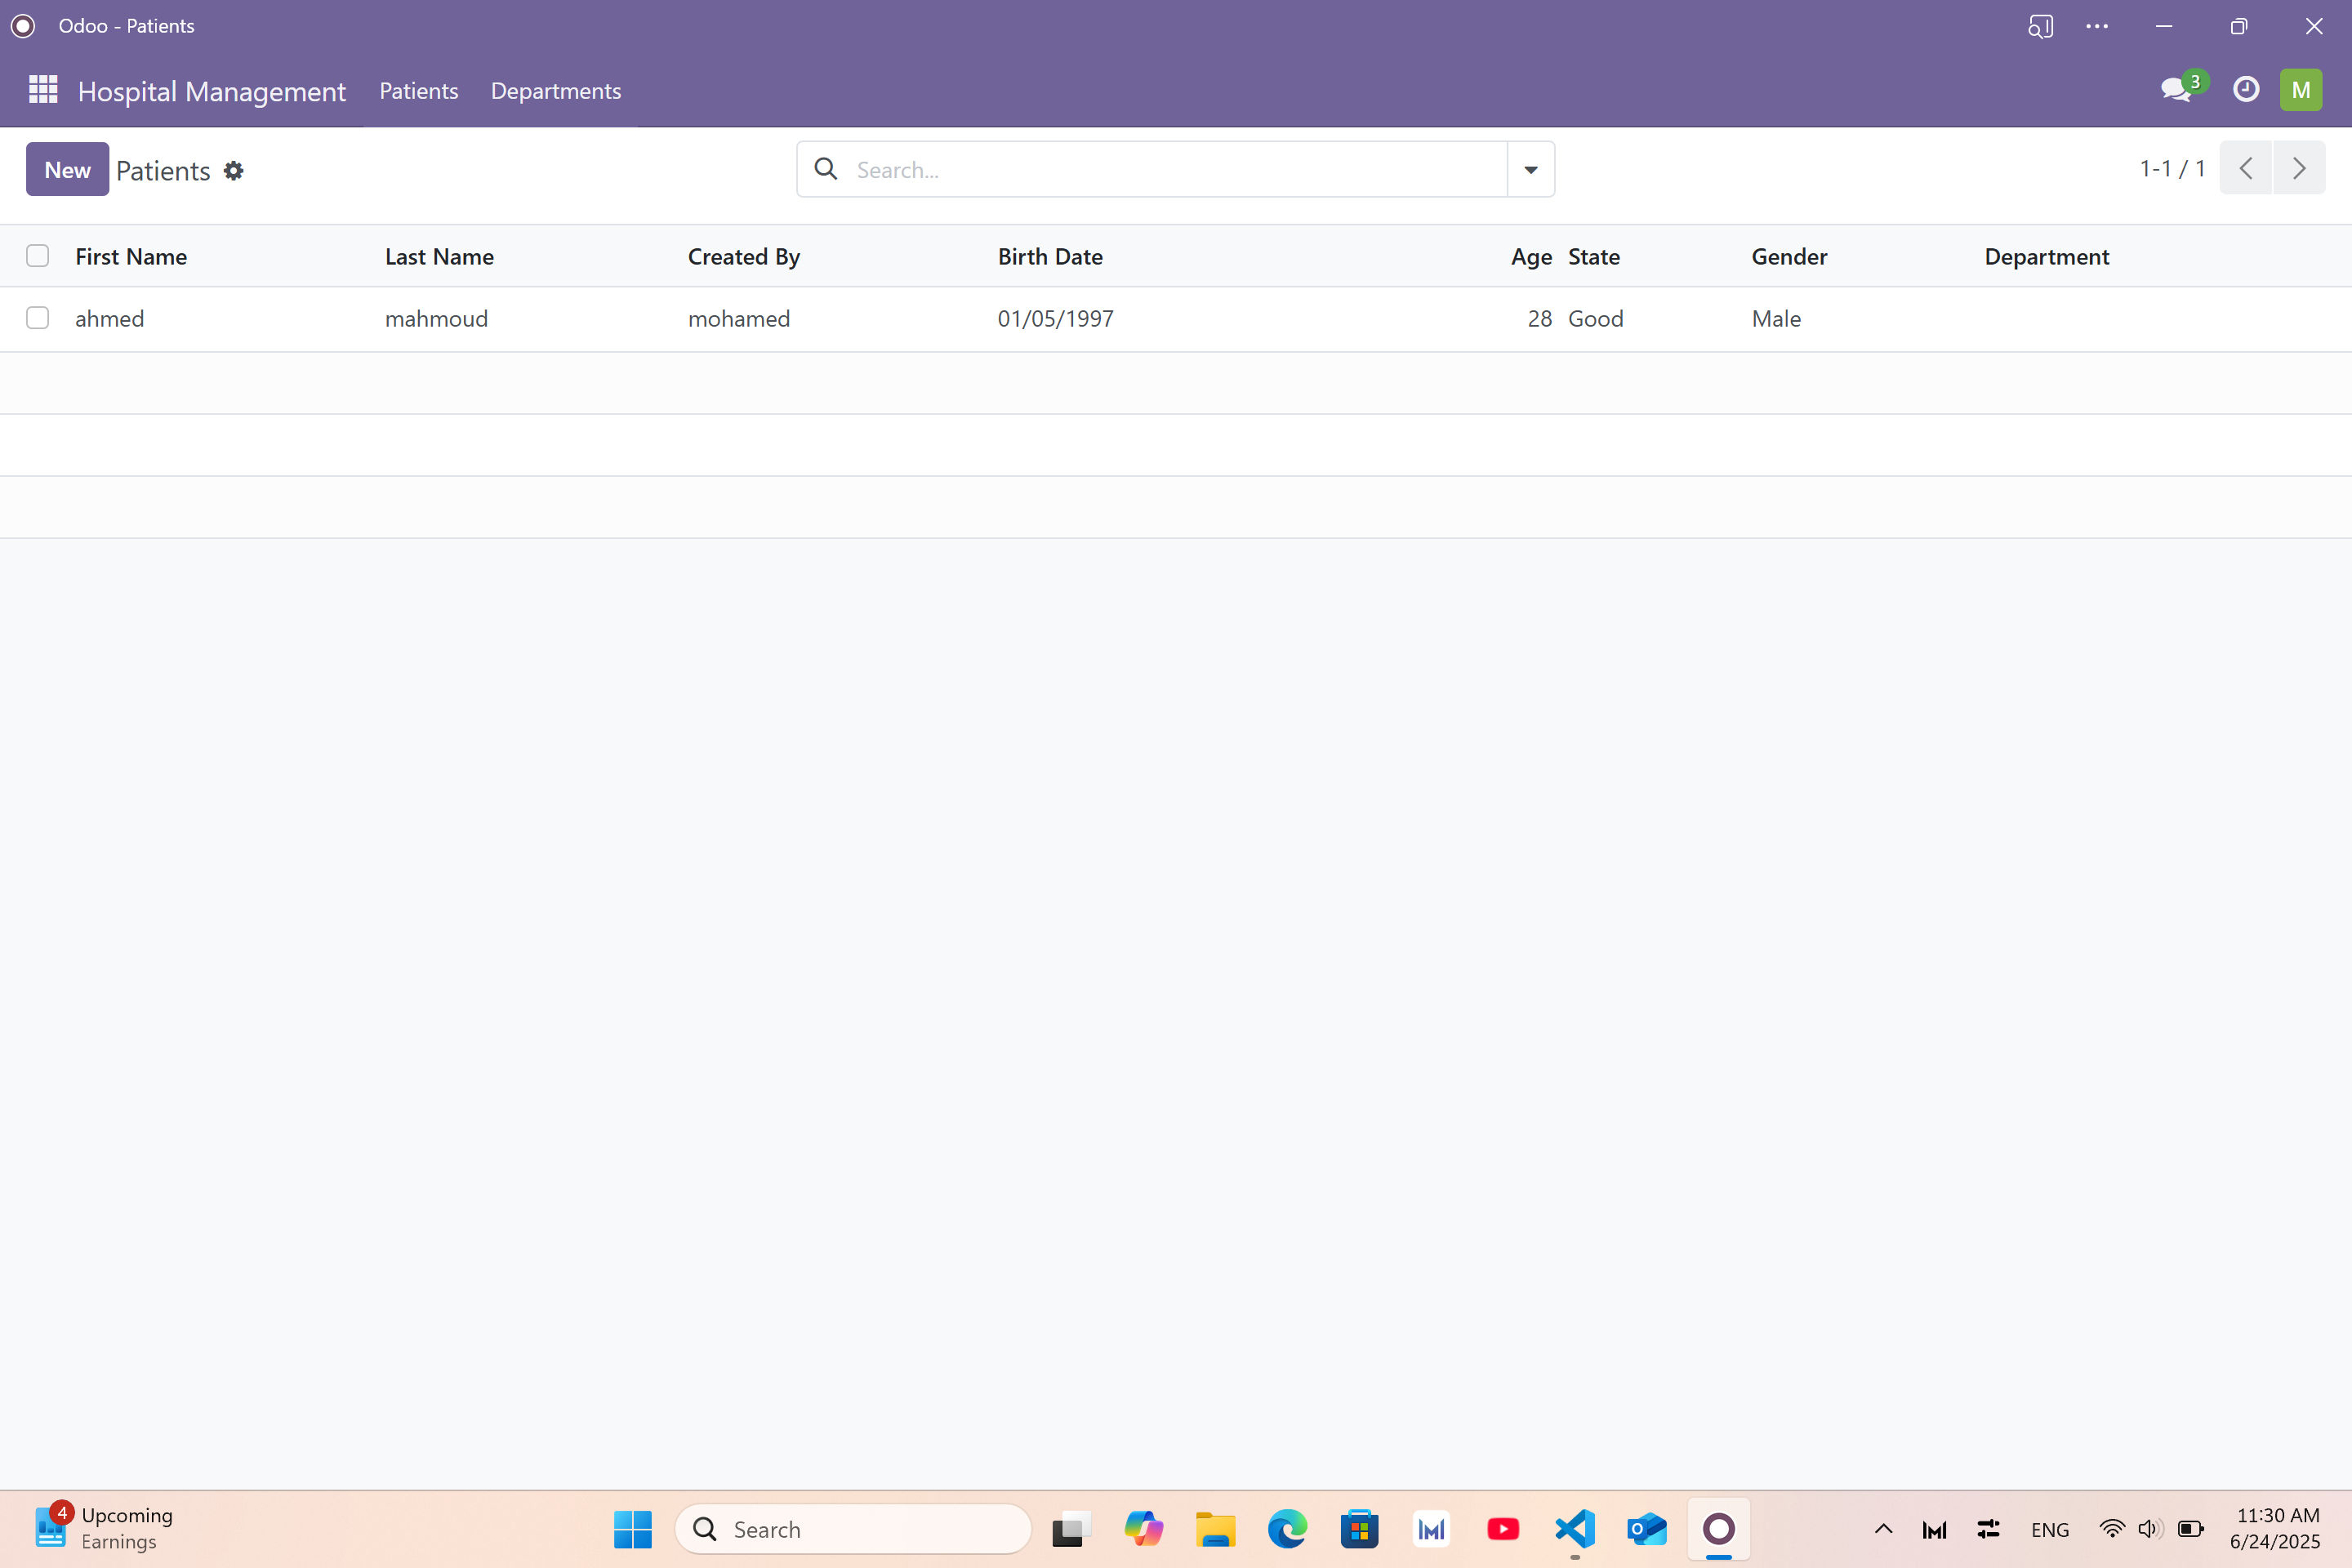 Odoo - Patients
Hospital Management Patients Departments 3 M
New Patients Search... 1-1 / 1
First Name Last Name Created By Birth Date Age State Gender Department
ahmed mahmoud mohamed 01/05/1997 28 Good Male
4 Upcoming
Earnings
Search
ENG
11:30 AM
6/24/2025